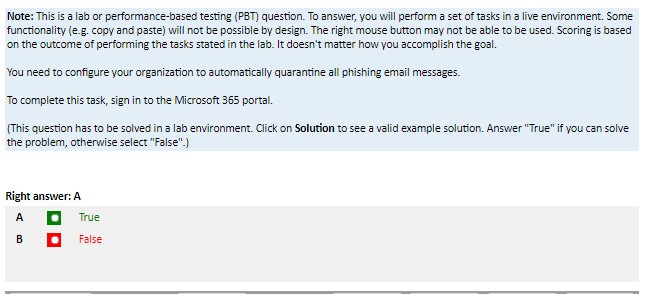 Note: This is a lab or performance-based testing (PBT) question. To answer, you will perform a set of tasks in a live environment. Some
functionality (e.g. copy and paste) will not be possible by design. The right mouse button may not be able to be used. Scoring is based
on the outcome of performing the tasks stated in the lab. It doesn't matter how you accomplish the goal.
You need to configure your organization to automatically quarantine all phishing email messages.
To complete this task, sign in to the Microsoft 365 portal.
(This question has to be solved in a lab environment. Click on Solution to see a valid example solution. Answer "True" if you can solve
the problem, otherwise select "False".)
Right answer: A
A True
B False